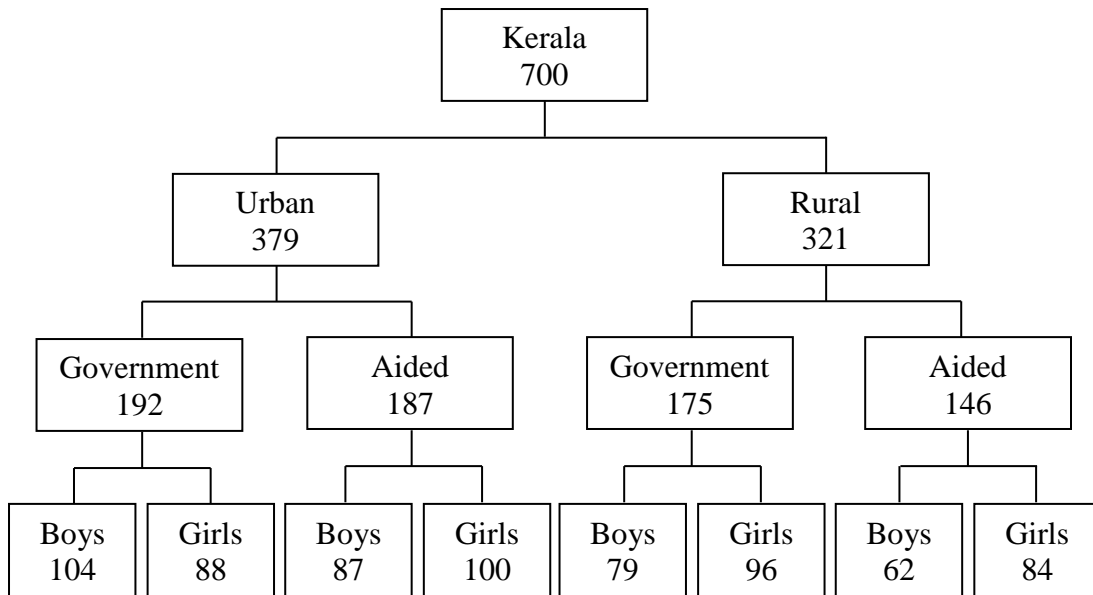 Kerala
700
Urban
379
Rural
321
Government
192
Aided
187
Government
175
Aided
146
Boys
104
Girls
88
Boys
87
Girls
100
Boys
79
Girls
96
Boys
62
Girls
84